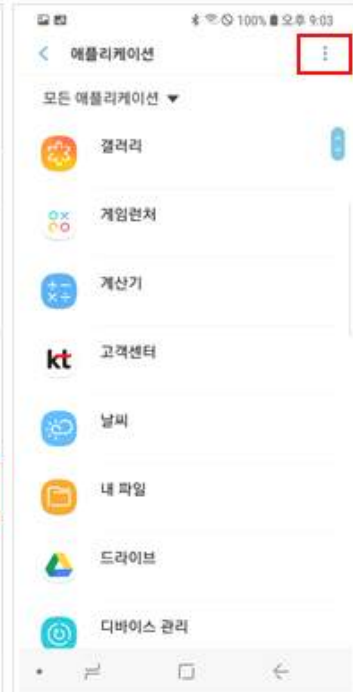 100% 오후 9:03
애플리케이션
모든 애플리케이션
갤러리
게임런처
계산기
kt 고객센터
날씨
내 파일
드라이브
디바이스 관리